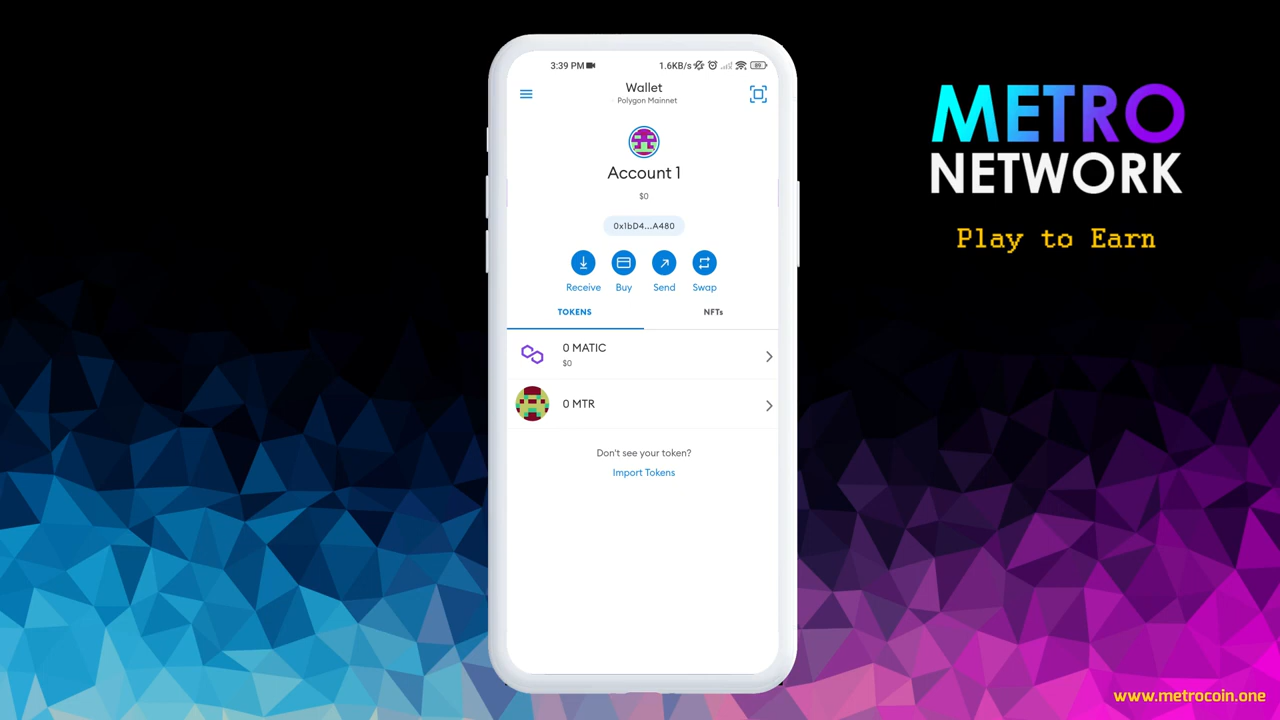 3:39 PM
1.6KB/s
89
Wallet
Polygon Mainnet
Account 1
$0
0x1bD4...A480
Receive
Buy
Send
Swap
TOKENS
NFTs
0 MATIC
$0
0 MTR
Don't see your token?
Import Tokens
METRO
NETWORK
Play to Earn
www.metrocoin.one